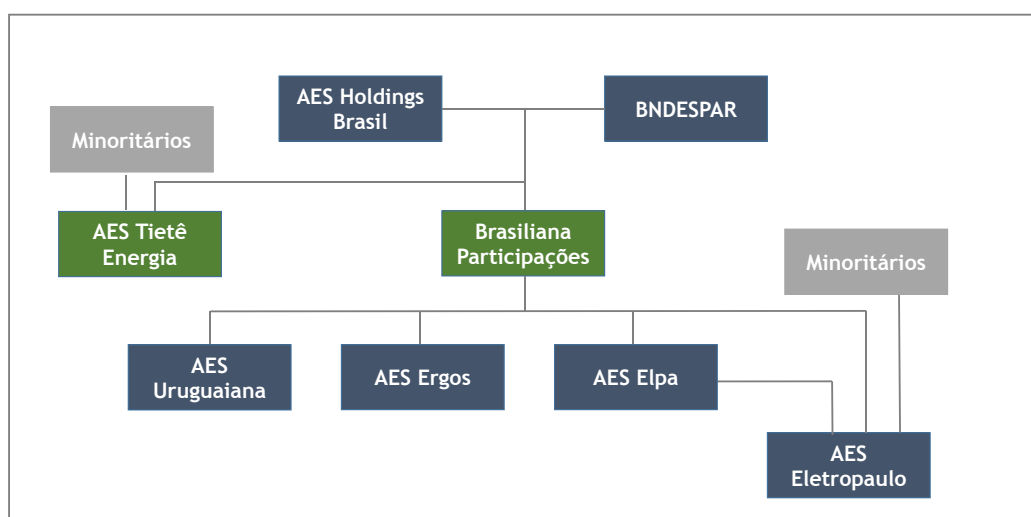 AES Holdings
Brasil
BNDESPAR
Minoritários
AES Tietê
Energia
Brasiliana
Participações
Minoritários
AES
Uruguaiana
AES Ergos
AES Elpa
AES
Eletropaulo